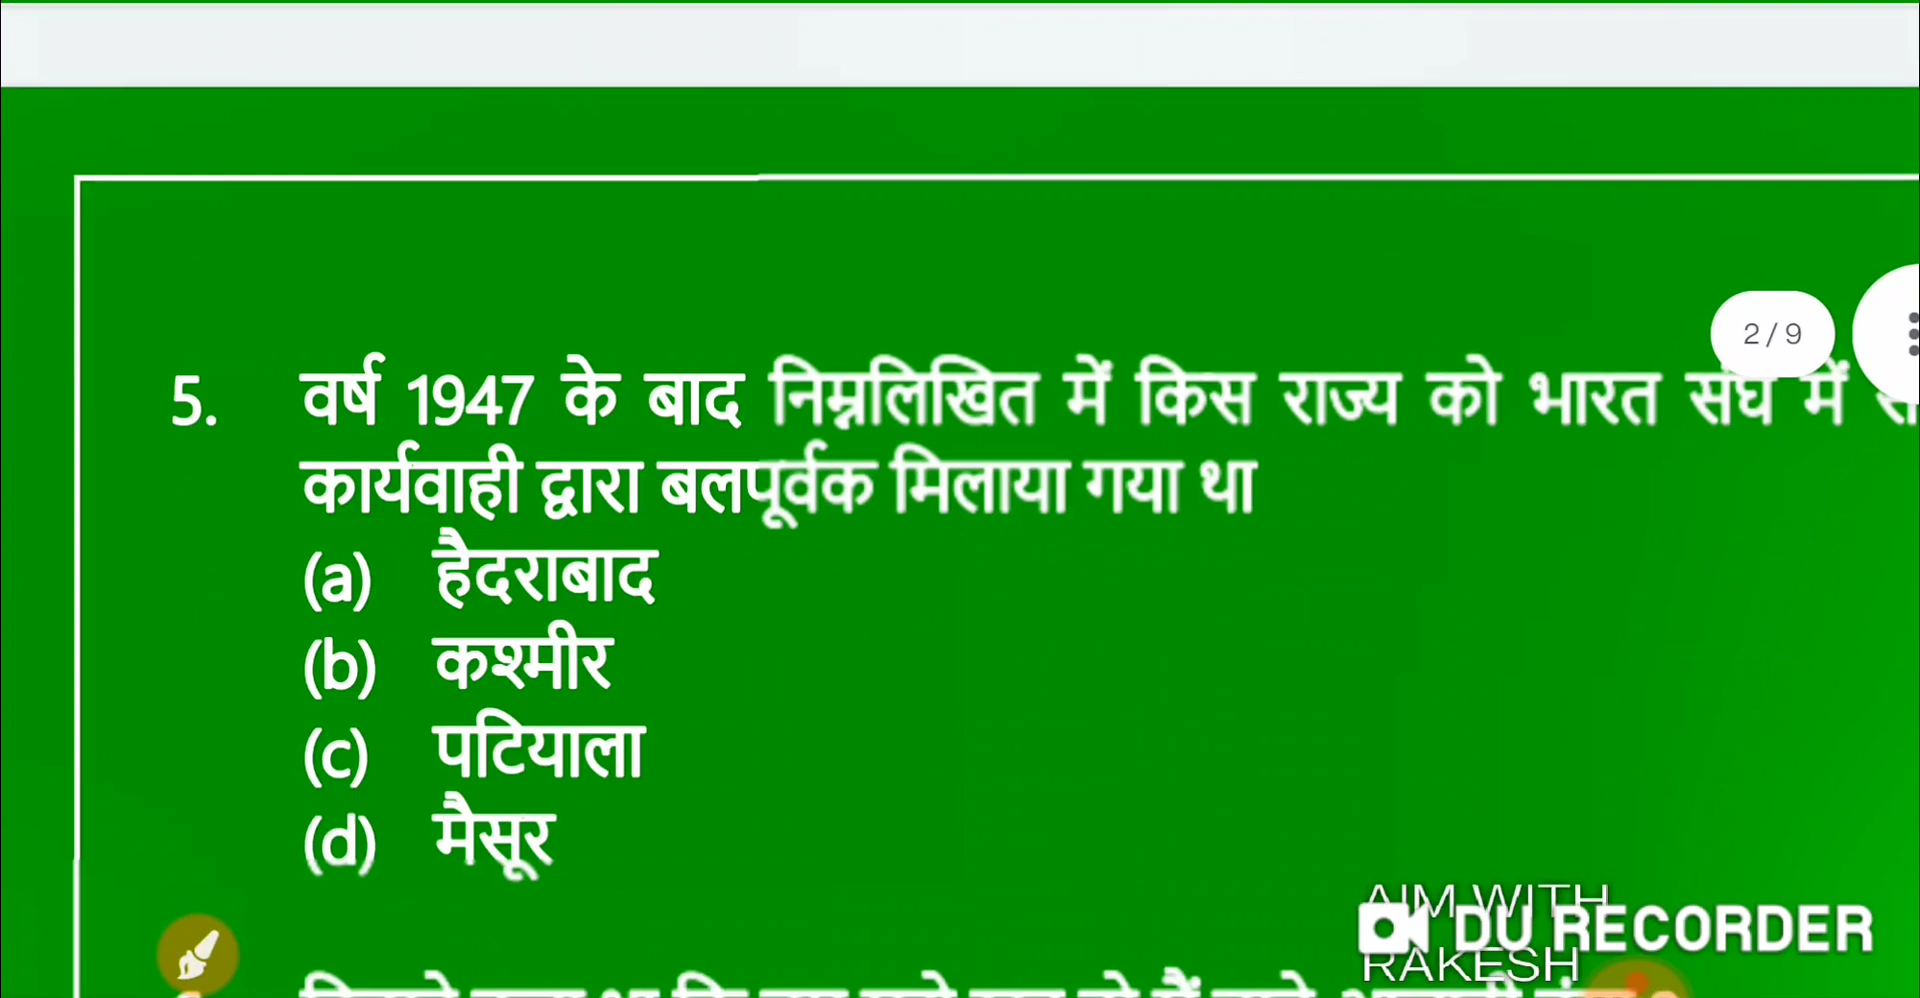 2 / 9
5. वर्ष 1947 के बाद निम्नलिखित में किस राज्य को भारत संघ में
कार्यवाही द्वारा बलपूर्वक मिलाया गया था
(a) हैदराबाद
(b) कश्मीर
(c) पटियाला
(d) मैसूर
AIM WITH
DU RECORDER
RAKESH